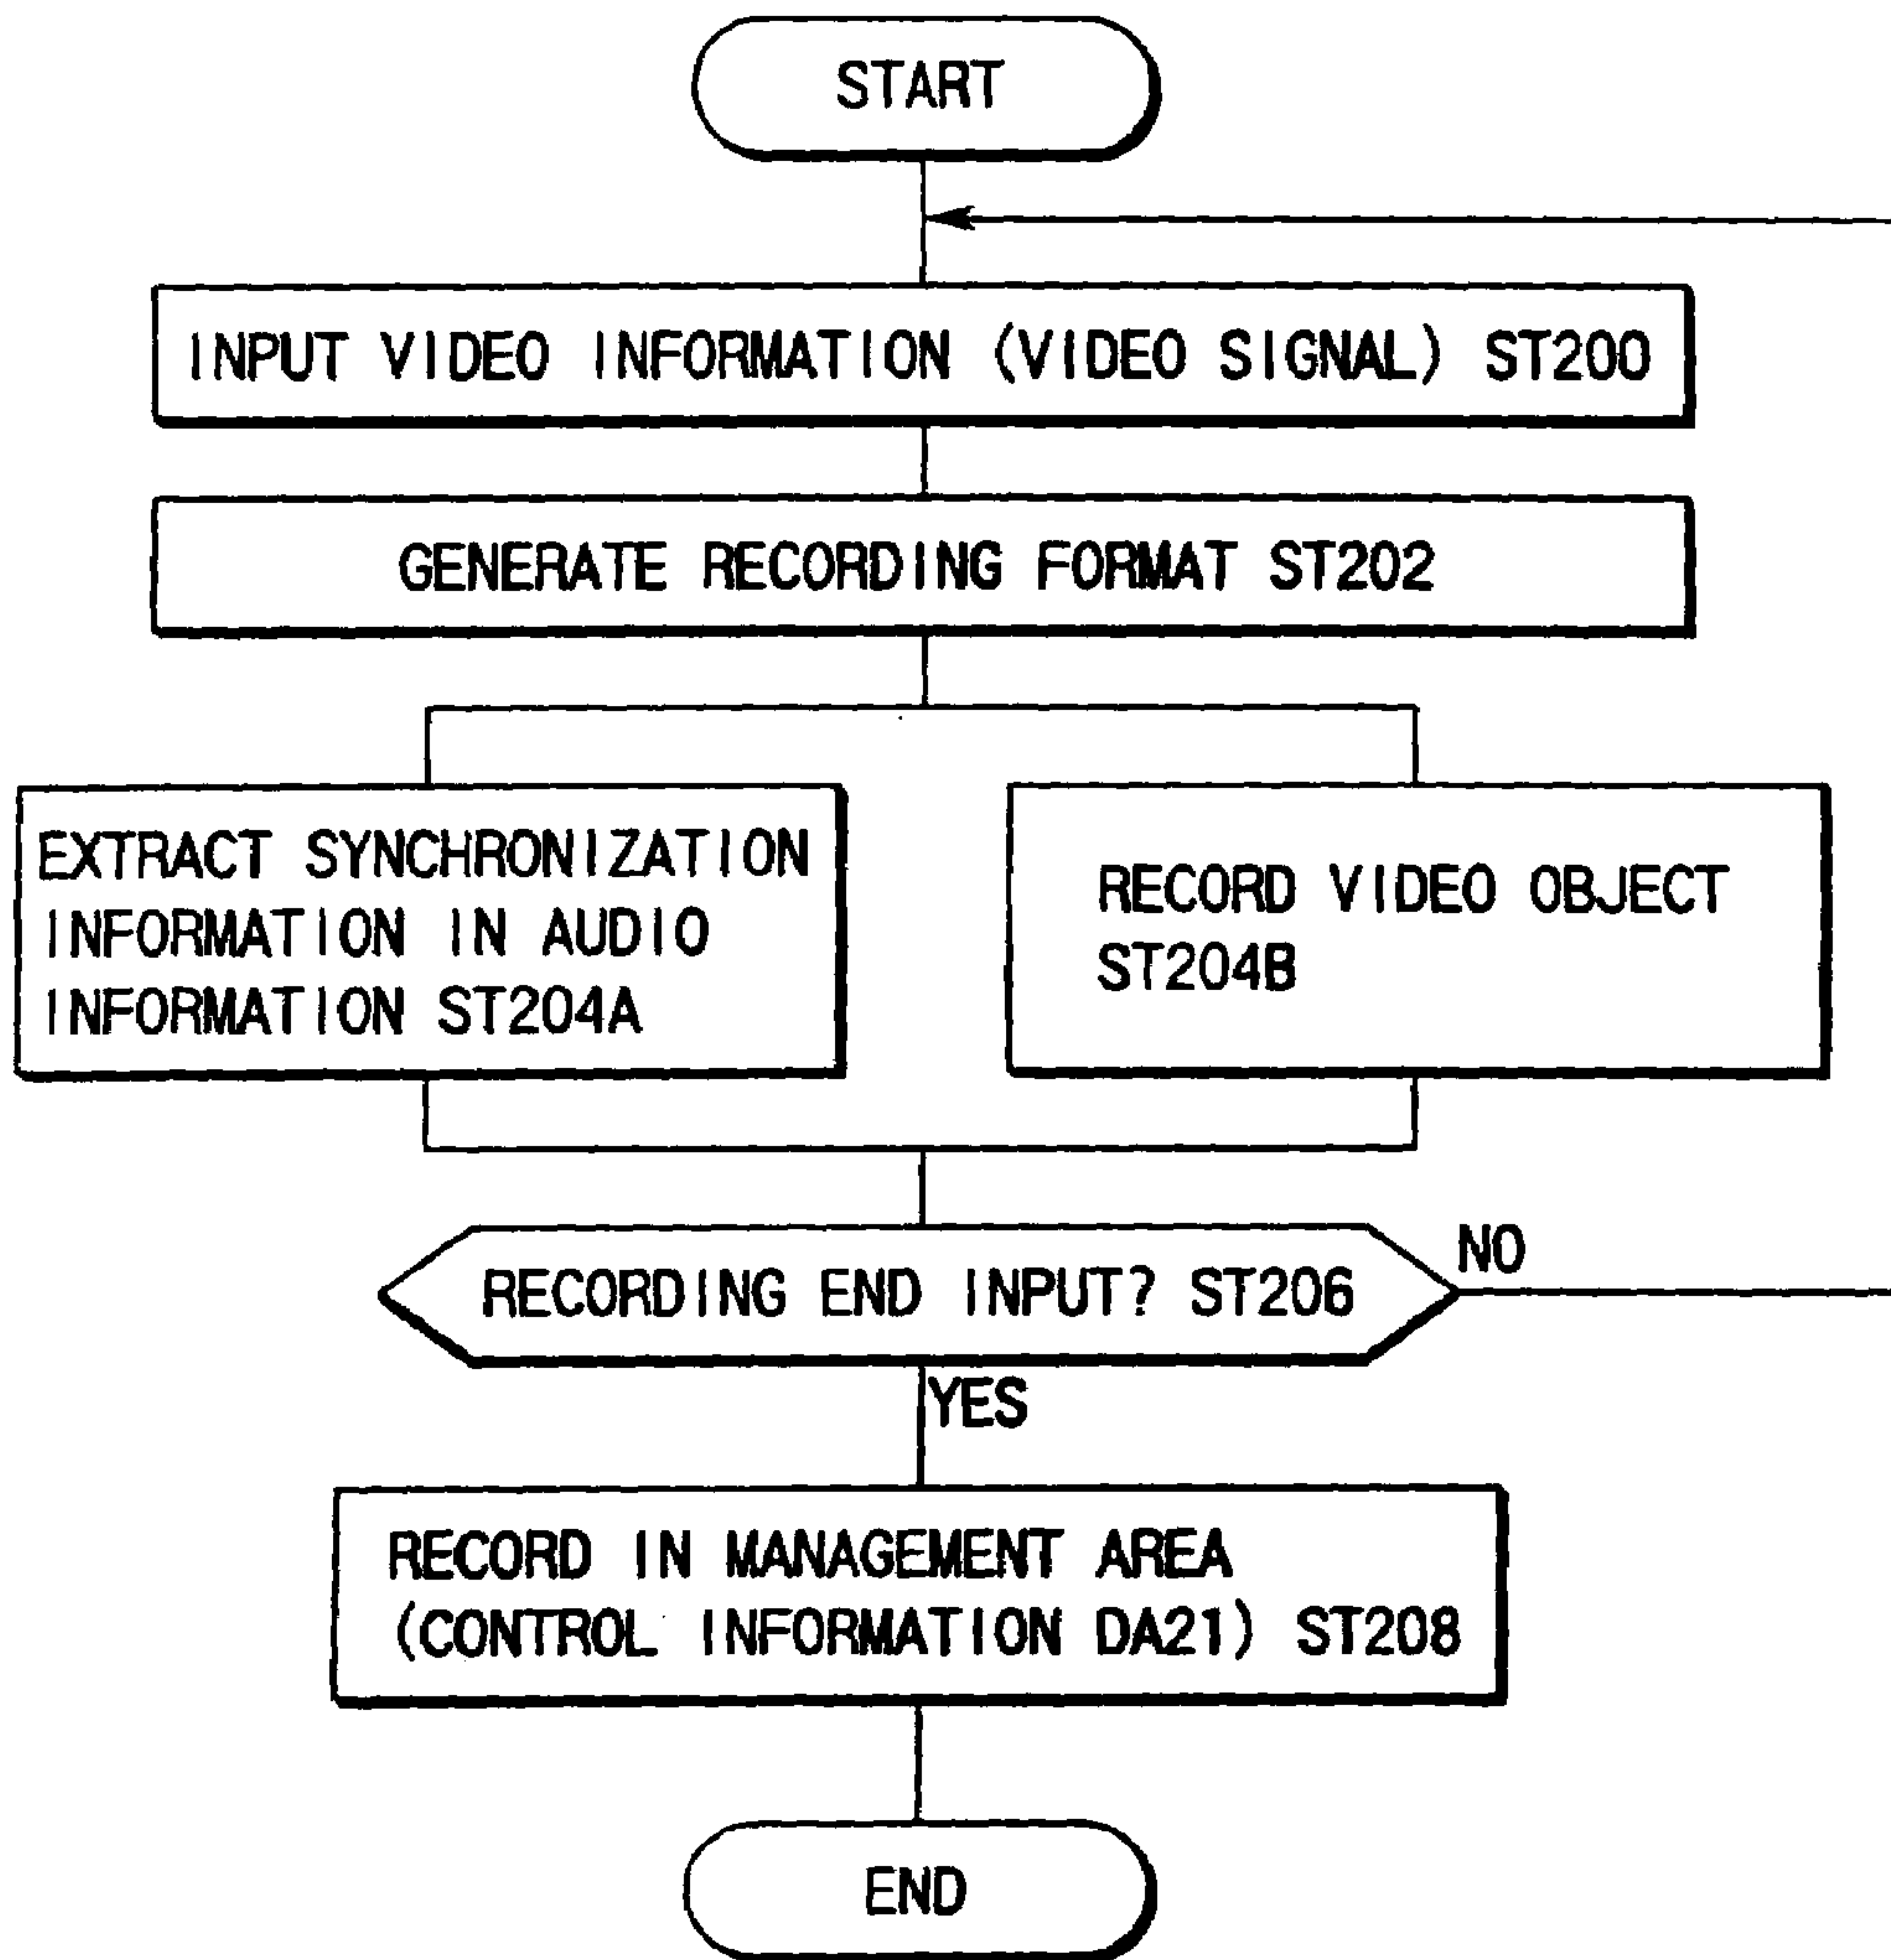 START
INPUT VIDEO INFORMATION (VIDEO SIGNAL) ST200
GENERATE RECORDING FORMAT ST202
EXTRACT SYNCHRONIZATION
INFORMATION IN AUDIO
INFORMATION ST204A
RECORD VIDEO OBJECT
ST204B
RECORDING END INPUT? ST206
NO
YES
RECORD IN MANAGEMENT AREA
(CONTROL INFORMATION DA21) ST208
END